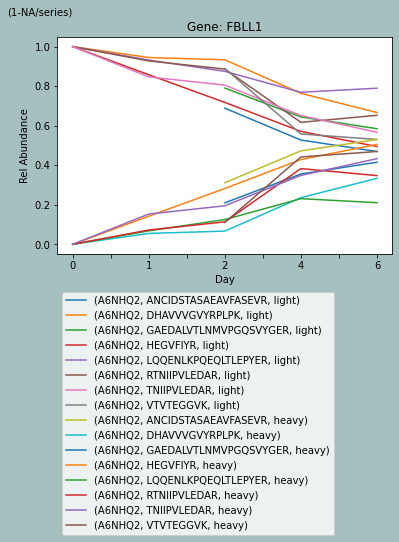 (1-NA/series)
Gene: FBLL1
1.0
0.8
0.6
0.4
0.2
0.0
Rel Abundance
0 1 2 4 6
Day
(A6NHQ2, ANCIDSTASAEAVFASEVR, light)
(A6NHQ2, DHAVVVGVYRPLPK, light)
(A6NHQ2, GAEDALVTLNMVPGQSVYGER, light)
(A6NHQ2, HEGVFIYR, light)
(A6NHQ2, LQQENLKPQEQLTLEPYER, light)
(A6NHQ2, RTNIIPVLEDAR, light)
(A6NHQ2, TNIIPVLEDAR, light)
(A6NHQ2, VTVTEGGVK, light)
(A6NHQ2, ANCIDSTASAEAVFASEVR, heavy)
(A6NHQ2, DHAVVVGVYRPLPK, heavy)
(A6NHQ2, GAEDALVTLNMVPGQSVYGER, heavy)
(A6NHQ2, HEGVFIYR, heavy)
(A6NHQ2, LQQENLKPQEQLTLEPYER, heavy)
(A6NHQ2, RTNIIPVLEDAR, heavy)
(A6NHQ2, TNIIPVLEDAR, heavy)
(A6NHQ2, VTVTEGGVK, heavy)